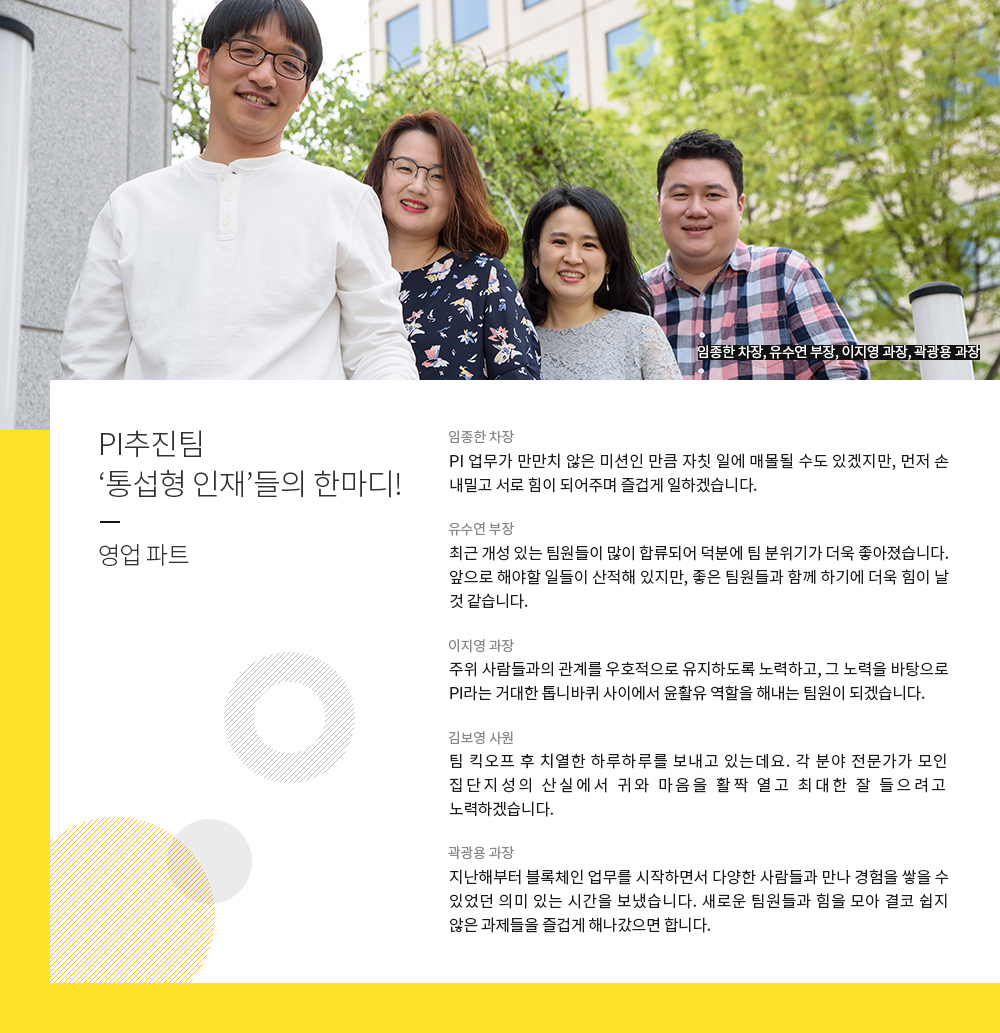 임종한 차장, 유수연 부장, 이지영 과장, 곽광용 과장
PI추진팀
‘통섭형 인재’들의 한마디!
영업 파트
임종한 차장
PI 업무가 만만치 않은 미션인 만큼 자칫 일에 매몰될 수도 있겠지만, 먼저 손
내밀고 서로 힘이 되어주며 즐겁게 일하겠습니다.
유수연 부장
최근 개성 있는 팀원들이 많이 합류되어 덕분에 팀 분위기가 더욱 좋아졌습니다.
앞으로 해야할 일들이 산적해 있지만, 좋은 팀원들과 함께 하기에 더욱 힘이 날
것 같습니다.
이지영 과장
주위 사람들과의 관계를 우호적으로 유지하도록 노력하고, 그 노력을 바탕으로
PI라는 거대한 톱니바퀴 사이에서 윤활유 역할을 해내는 팀원이 되겠습니다.
김보영 사원
팀 킥오프 후 치열한 하루하루를 보내고 있는데요. 각 분야 전문가가 모인
집단지성의 산실에서 귀와 마음을 활짝 열고 최대한 잘 들으려고
노력하겠습니다.
곽광용 과장
지난해부터 블록체인 업무를 시작하면서 다양한 사람들과 만나 경험을 쌓을 수
있었던 의미 있는 시간을 보냈습니다. 새로운 팀원들과 힘을 모아 결코 쉽지
않은 과제들을 즐겁게 해나갔으면 합니다.